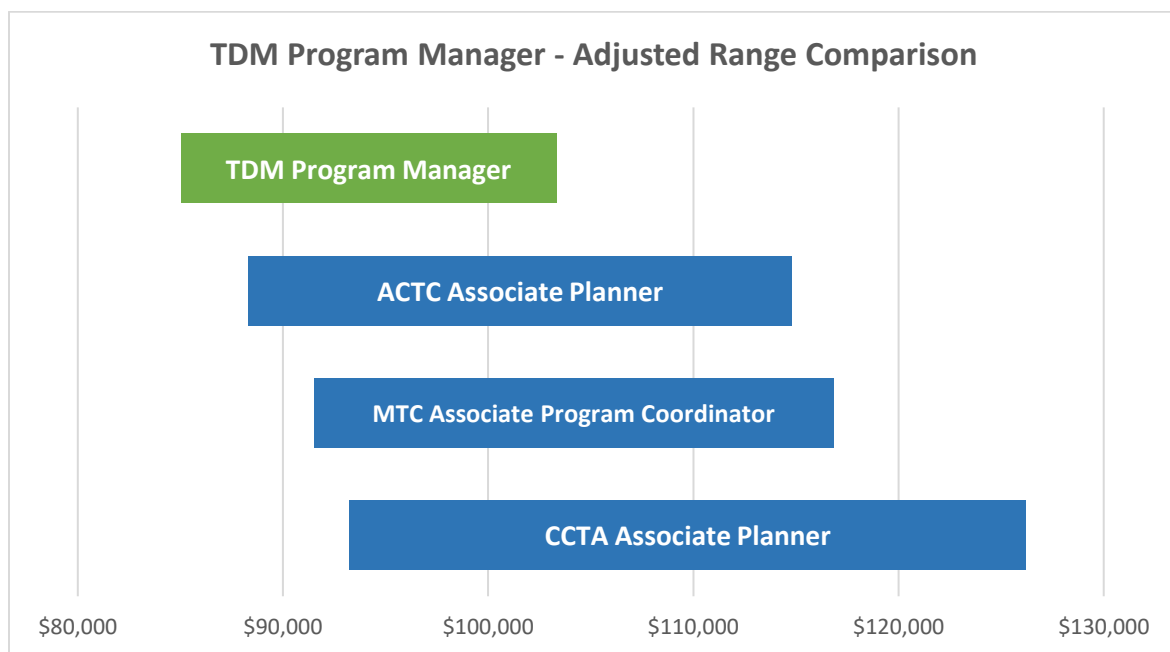 TDM Program Manager - Adjusted Range Comparison
TDM Program Manager
ACTC Associate Planner
MTC Associate Program Coordinator
CCTA Associate Planner
$80,000 $90,000 $100,000 $110,000 $120,000 $130,000